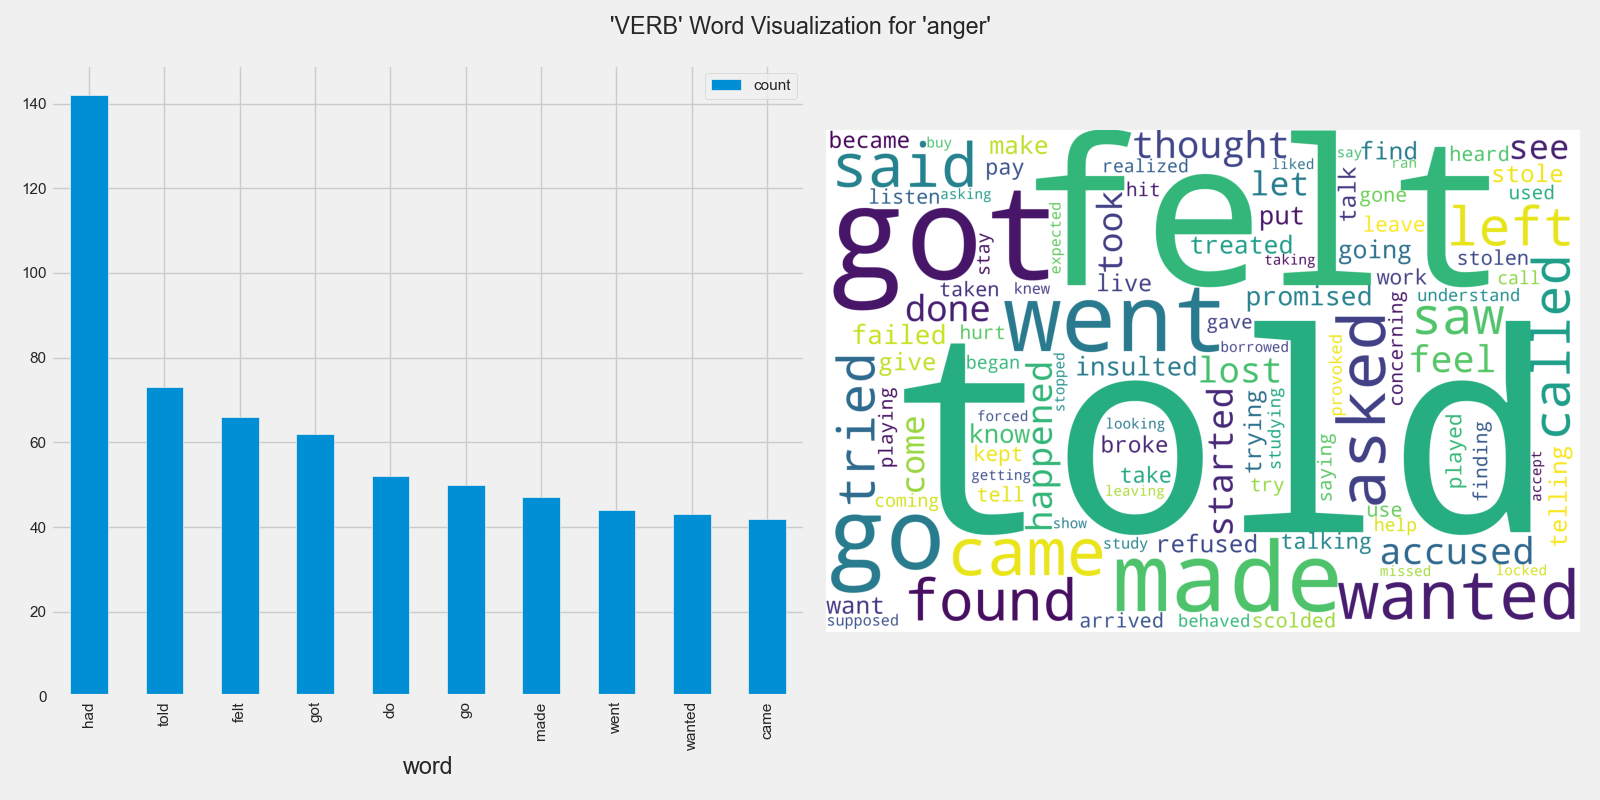 'VERB' Word Visualization for 'anger'
count
140
120
100
80
60
40
20
0
had
told
felt
got
do
go
made
went
wanted
came
word
became
buy
make
thought
say
find
heard
see
said
pay
realized
liked
ran
stole
listen
asking
hit
let
talk
gone
used
got
felt
expected
took
put
leave
left
stay
treated
taking
going
stolen
taken
knew
live
work
call
done
went
promised
understand
called
failed
hurt
gave
borrowed
asked
concerning
saw
give
began
stopped
insulted
lost
provoked
feel
tried
told
playing
come
forced
know
kept
getting
tell
happened
looking
broke
take
leaving
started
trying
studying
try
saying
played
finding
accept
telling
coming
show
use
help
go
came
study
refused
talking
accused
missed
locked
want
supposed
found
arrived
made
behaved
scolded
wanted